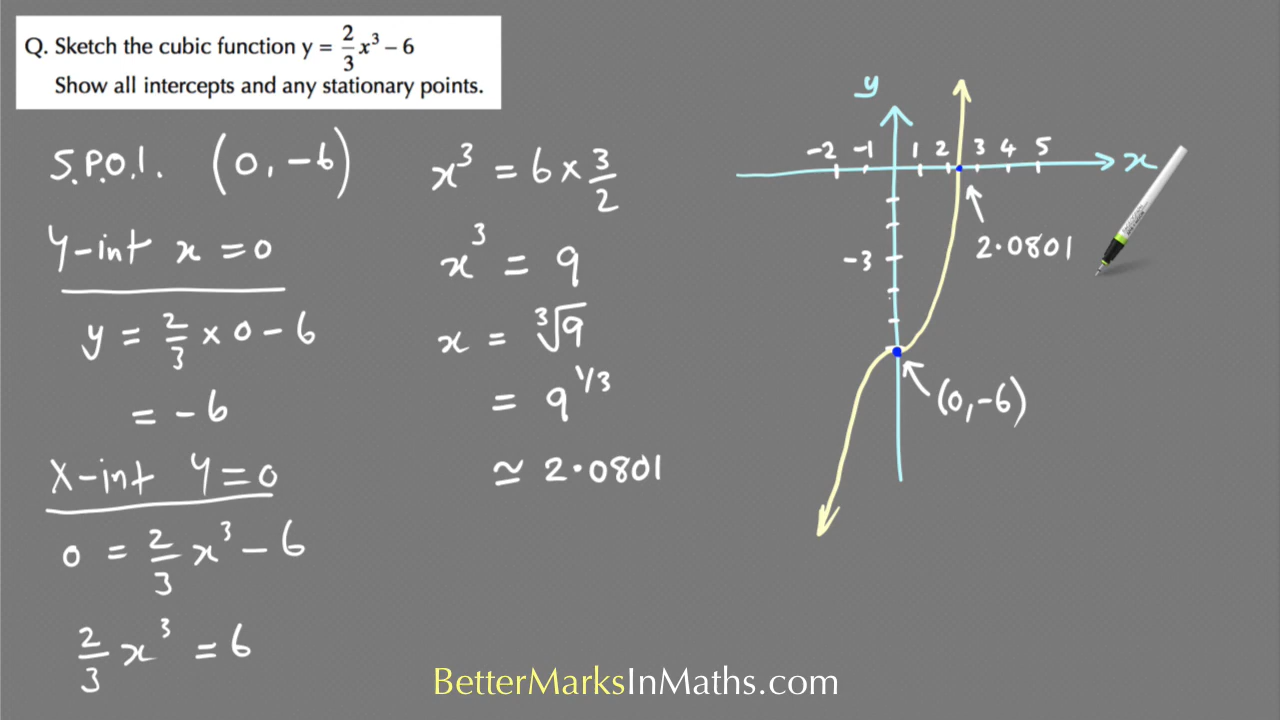 Q. Sketch the cubic function y = 2/3 x³ – 6
Show all intercepts and any stationary points.
S.P.O.I. (0, -6)
Y-int x = 0
y = 2/3 × 0 - 6
= -6
X-int Y = 0
0 = 2/3 x³ - 6
2/3 x³ = 6
x³ = 6 × 3/2
x³ = 9
x = ³√9
= 9^1/3
≃ 2·0801
y
-2 -1 1 2 3 4 5 x
2·0801
-3
(0, -6)
BetterMarksInMaths.com